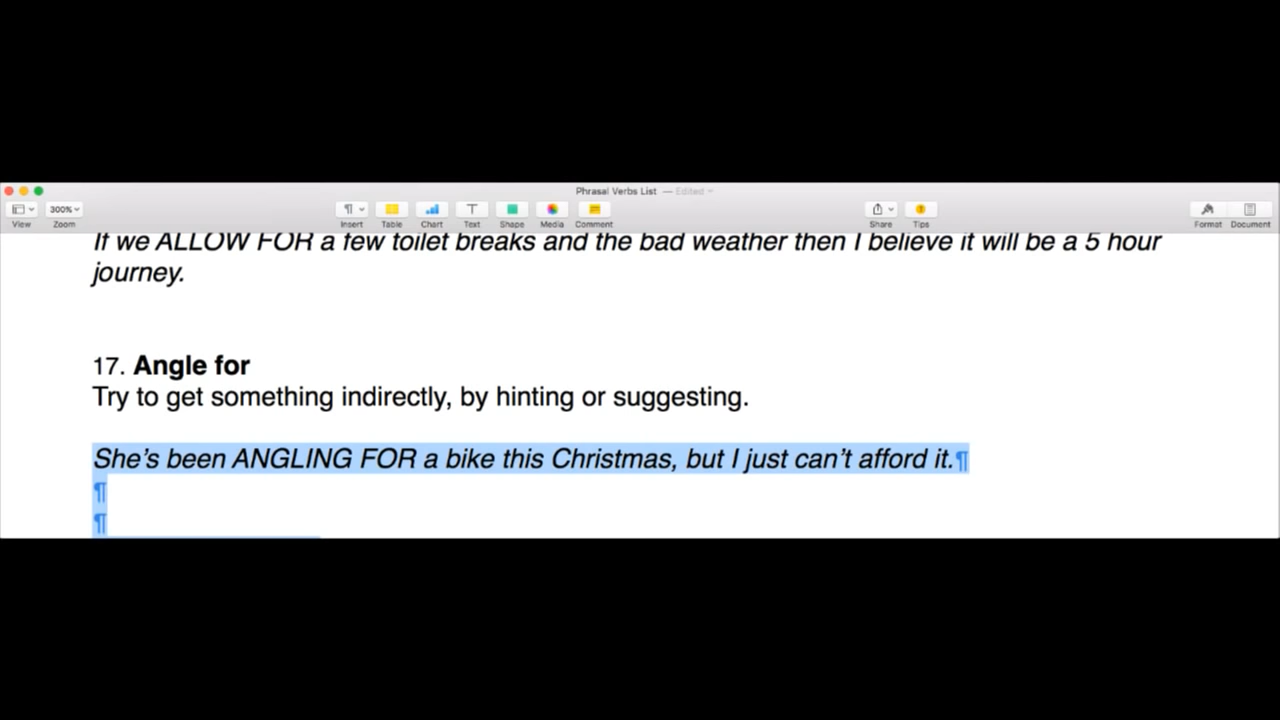 Phrasal Verbs List — Edited
300%
View
Zoom
Insert
Table
Chart
Text
Shape
Media
Comment
Share
Tips
Format
Document
If we ALLOW FOR a few toilet breaks and the bad weather then I believe it will be a 5 hour
journey.
17. Angle for
Try to get something indirectly, by hinting or suggesting.
She’s been ANGLING FOR a bike this Christmas, but I just can’t afford it.¶
¶
¶